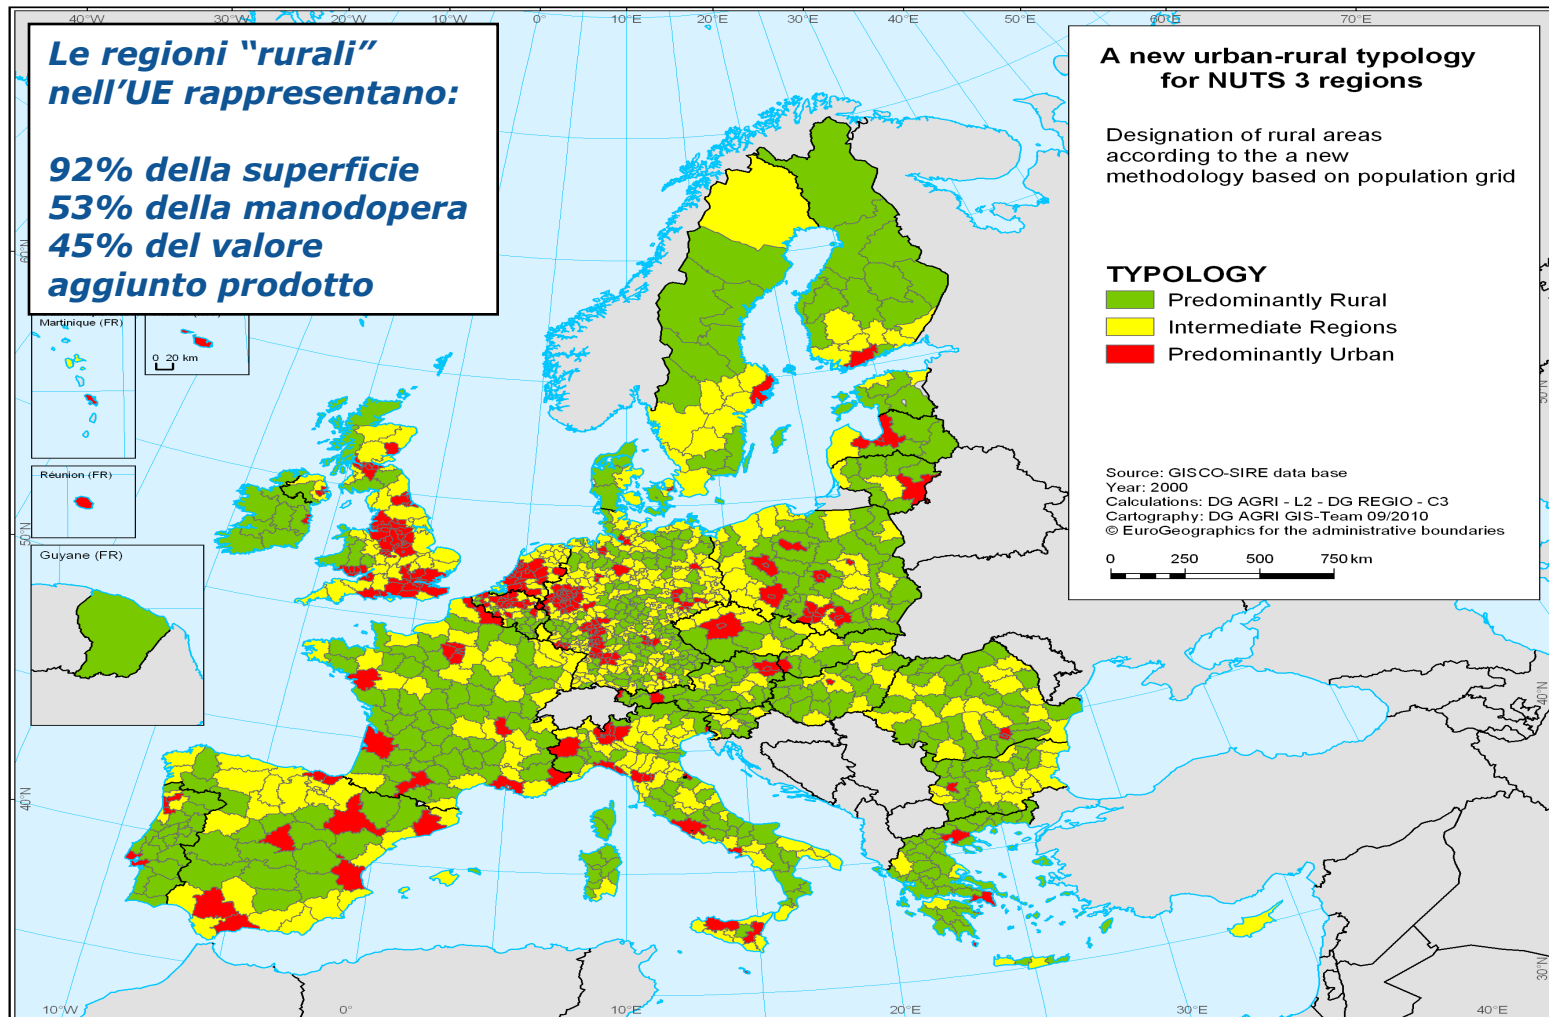 40°W
30°W
20°W
10°W
0°
10°E
20°E
30°E
40°E
50°E
60°E
70°E
Le regioni “rurali”
nell’UE rappresentano:
92% della superficie
53% della manodopera
45% del valore
aggiunto prodotto
A new urban-rural typology
for NUTS 3 regions
Designation of rural areas
according to the a new
methodology based on population grid
TYPOLOGY
Predominantly Rural
Intermediate Regions
Predominantly Urban
Source: GISCO-SIRE data base
Year: 2000
Calculations: DG AGRI - L2 - DG REGIO - C3
Cartography: DG AGRI GIS-Team 09/2010
© EuroGeographics for the administrative boundaries
0 250 500 750 km
Martinique (FR)
0 20 km
Réunion (FR)
Guyane (FR)
60°N
50°N
40°N
50°N
40°N
30°N
10°W
0°
10°E
20°E
30°E
40°E